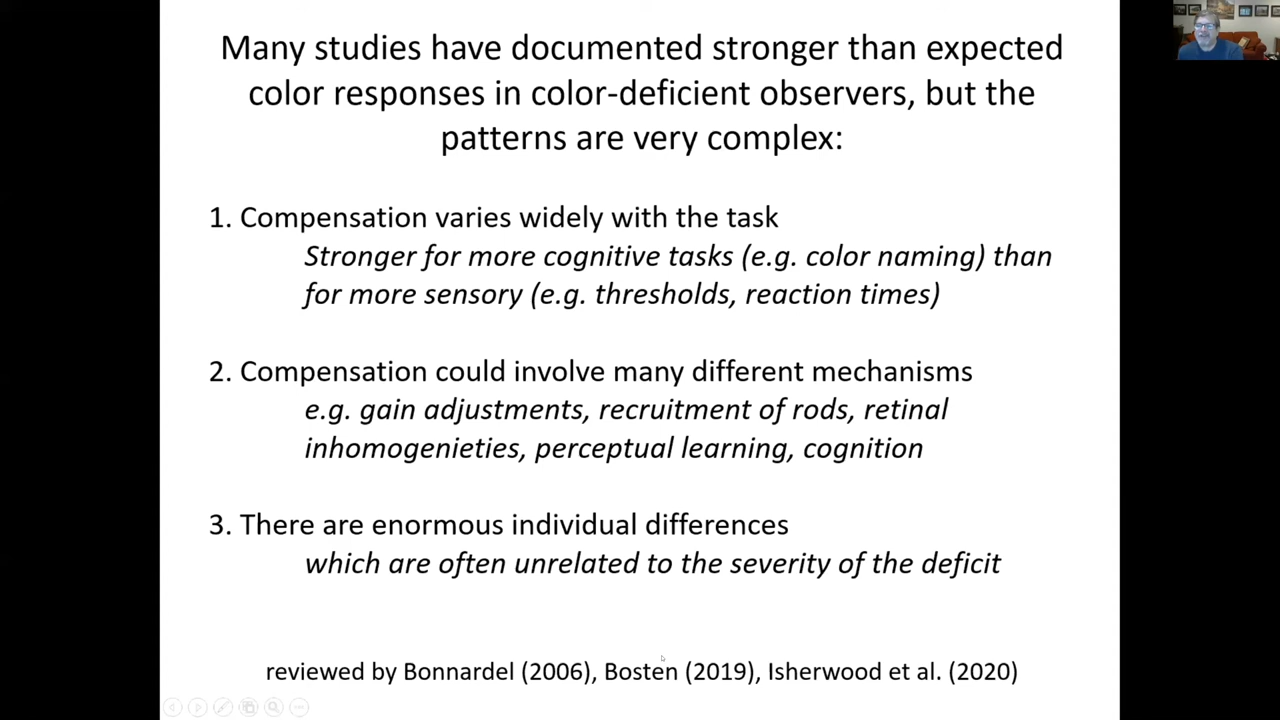 Many studies have documented stronger than expected
color responses in color-deficient observers, but the
patterns are very complex:
1. Compensation varies widely with the task
Stronger for more cognitive tasks (e.g. color naming) than
for more sensory (e.g. thresholds, reaction times)
2. Compensation could involve many different mechanisms
e.g. gain adjustments, recruitment of rods, retinal
inhomogenieties, perceptual learning, cognition
3. There are enormous individual differences
which are often unrelated to the severity of the deficit
reviewed by Bonnardel (2006), Bosten (2019), Isherwood et al. (2020)